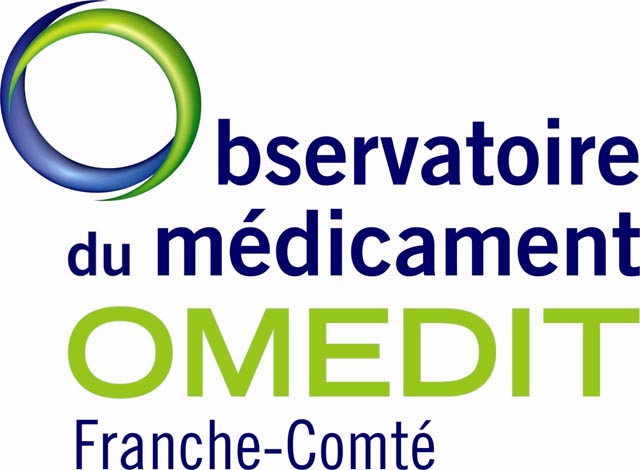 Observatoire
du médicament
OMEDIT
Franche-Comté